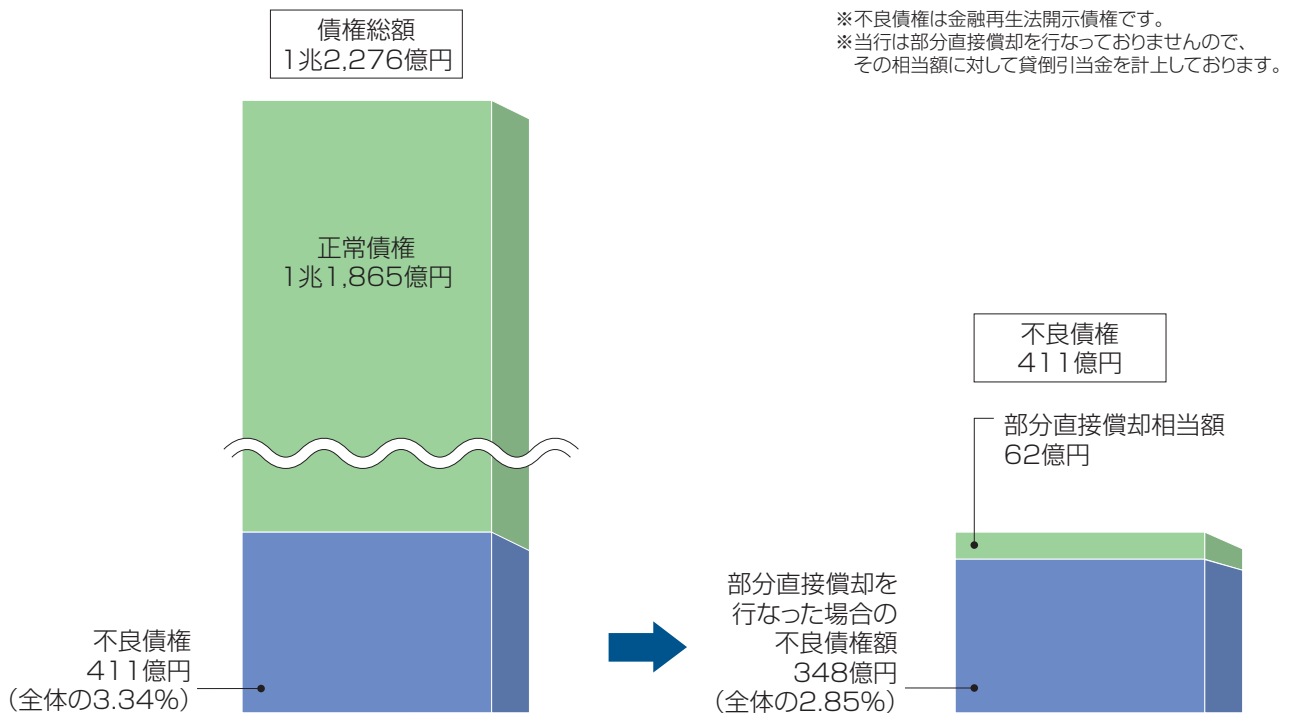 債権総額
1兆2,276億円
※不良債権は金融再生法開示債権です。
※当行は部分直接償却を行なっておりませんので、
その相当額に対して貸倒引当金を計上しております。
正常債権
1兆1,865億円
不良債権
411億円
(全体の3.34%)
不良債権
411億円
部分直接償却相当額
62億円
部分直接償却を
行なった場合の
不良債権額
348億円
(全体の2.85%)